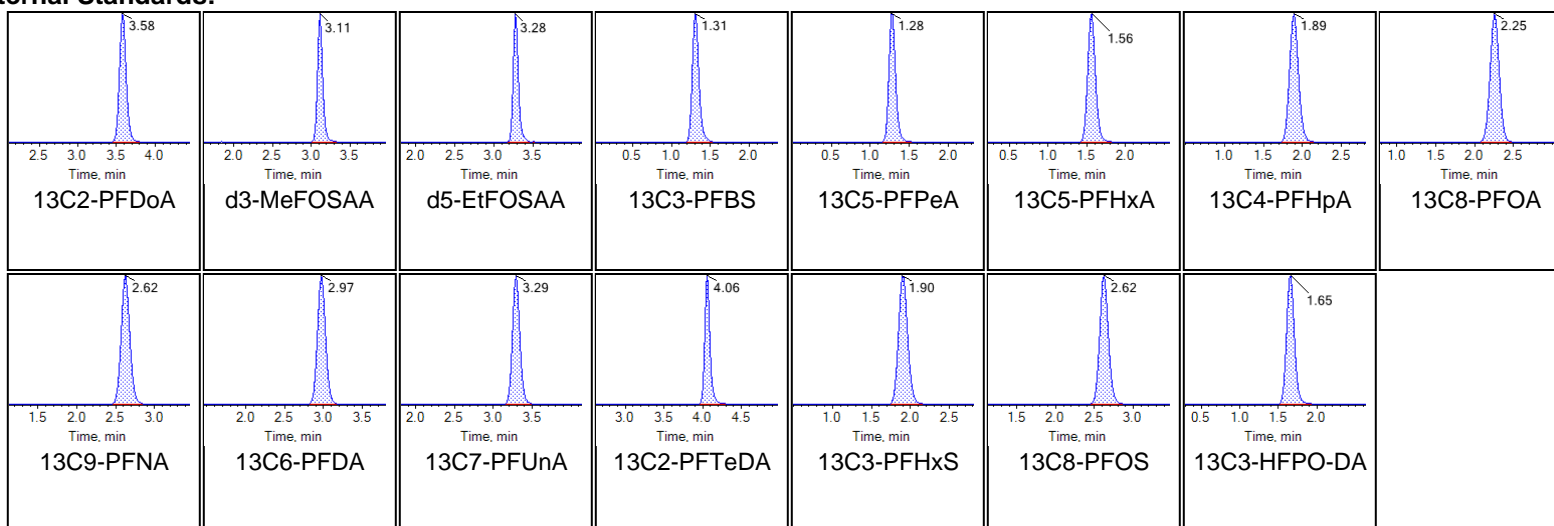 ternal Standards:
3.58 3.11 3.28 1.31 1.28 1.56 1.89 2.25
2.5 3.0 3.5 4.0 2.0 2.5 3.0 3.5 2.0 2.5 3.0 3.5 0.5 1.0 1.5 2.0 0.5 1.0 1.5 2.0 0.5 1.0 1.5 2.0 1.0 1.5 2.0 2.5 1.0 1.5 2.0 2.5
Time, min Time, min Time, min Time, min Time, min Time, min Time, min Time, min
13C2-PFDoA d3-MeFOSAA d5-EtFOSAA 13C3-PFBS 13C5-PFPeA 13C5-PFHxA 13C4-PFHpA 13C8-PFOA
2.62 2.97 3.29 4.06 1.90 2.62 1.65
1.5 2.0 2.5 3.0 2.0 2.5 3.0 3.5 2.0 2.5 3.0 3.5 3.0 3.5 4.0 4.5 1.0 1.5 2.0 2.5 1.5 2.0 2.5 3.0 0.5 1.0 1.5 2.0
Time, min Time, min Time, min Time, min Time, min Time, min Time, min
13C9-PFNA 13C6-PFDA 13C7-PFUnA 13C2-PFTeDA 13C3-PFHxS 13C8-PFOS 13C3-HFPO-DA